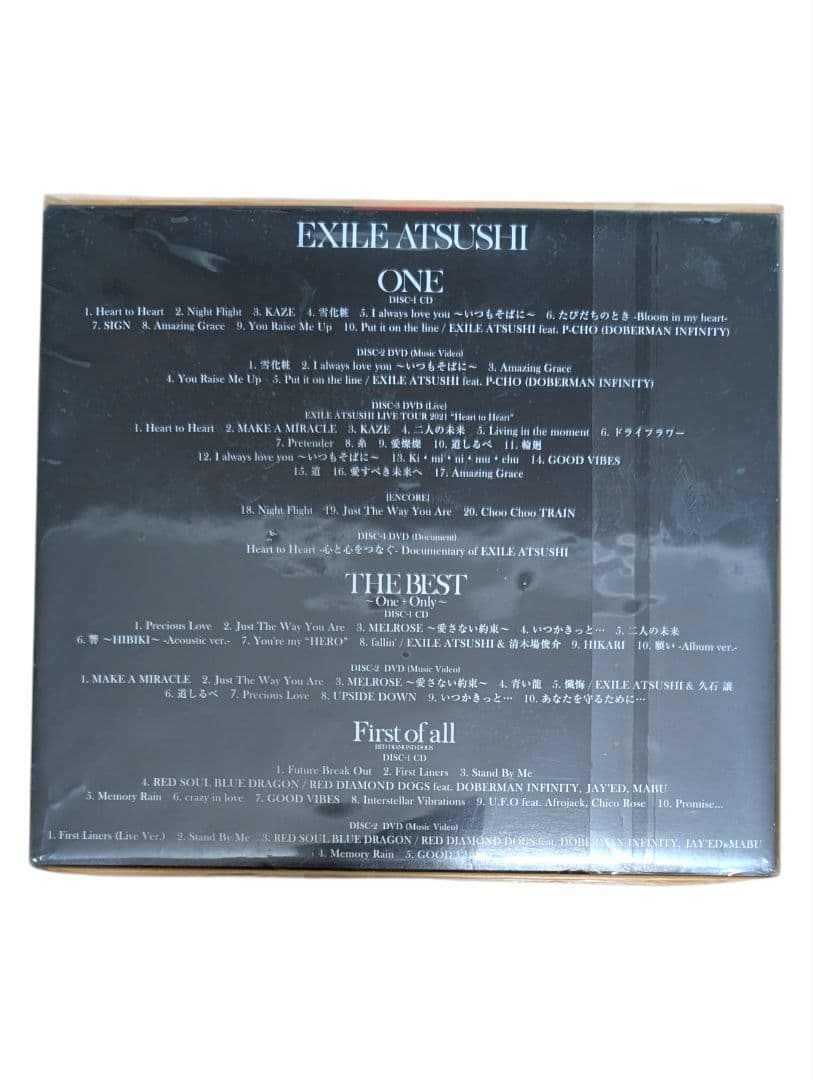 EXILE ATSUSHI
ONE
DISC-1 CD
1. Heart to Heart 2. Night Flight 3. KAZE 4. 雪化粧 5. I always love you ～いつもそばに～ 6. たびだちのとき -Bloom in my heart-
7. SIGN 8. Amazing Grace 9. You Raise Me Up 10. Put it on the line / EXILE ATSUSHI feat. P-CHO (DOBERMAN INFINITY)
DISC-2 DVD (Music Video)
1. 雪化粧 2. I always love you ～いつもそばに～ 3. Amazing Grace
4. You Raise Me Up 5. Put it on the line / EXILE ATSUSHI feat. P-CHO (DOBERMAN INFINITY)
DISC-3 DVD (Live)
EXILE ATSUSHI LIVE TOUR 2021 "Heart to Heart"
1. Heart to Heart 2. MAKE A MIRACLE 3. KAZE 4. 二人の未来 5. Living in the moment 6. ドライフラワー
7. Pretender 8. 糸 9. 愛燦燦 10. 道しるべ 11. 輪廻
12. I always love you ～いつもそばに～ 13. Ki・mi・ni・mu・chu 14. GOOD VIBES
15. 道 16. 愛すべき未来へ 17. Amazing Grace
[ENCORE]
18. Night Flight 19. Just The Way You Are 20. Choo Choo TRAIN
DISC-4 DVD (Document)
Heart to Heart -心と心をつなぐ- Documentary of EXILE ATSUSHI
THE BEST
～One+Only～
DISC-1 CD
1. Precious Love 2. Just The Way You Are 3. MELROSE ～愛さない約束～ 4. いつかきっと… 5. 二人の未来
6. 響 ～HIBIKI～ -Acoustic ver.- 7. You're my "HERO" 8. fallin' / EXILE ATSUSHI & 清木場俊介 9. HIKARI 10. 願い -Album ver.-
DISC-2 DVD (Music Video)
1. MAKE A MIRACLE 2. Just The Way You Are 3. MELROSE ～愛さない約束～ 4. 青い龍 5. 懺悔 / EXILE ATSUSHI & 久石 譲
6. 道しるべ 7. Precious Love 8. UPSIDE DOWN 9. いつかきっと… 10. あなたを守るために…
First of all
RED DIAMOND DOGS
DISC-1 CD
1. Future Break Out 2. First Liners 3. Stand By Me
4. RED SOUL BLUE DRAGON / RED DIAMOND DOGS feat. DOBERMAN INFINITY, JAY'ED, MABU
5. Memory Rain 6. crazy in love 7. GOOD VIBES 8. Interstellar Vibrations 9. U.F.O feat. Afrojack, Chico Rose 10. Promise...
DISC-2 DVD (Music Video)
1. First Liners (Live Ver.) 2. Stand By Me 3. RED SOUL BLUE DRAGON / RED DIAMOND DOGS feat. DOBERMAN INFINITY, JAY'ED, MABU
4. Memory Rain 5. GOOD